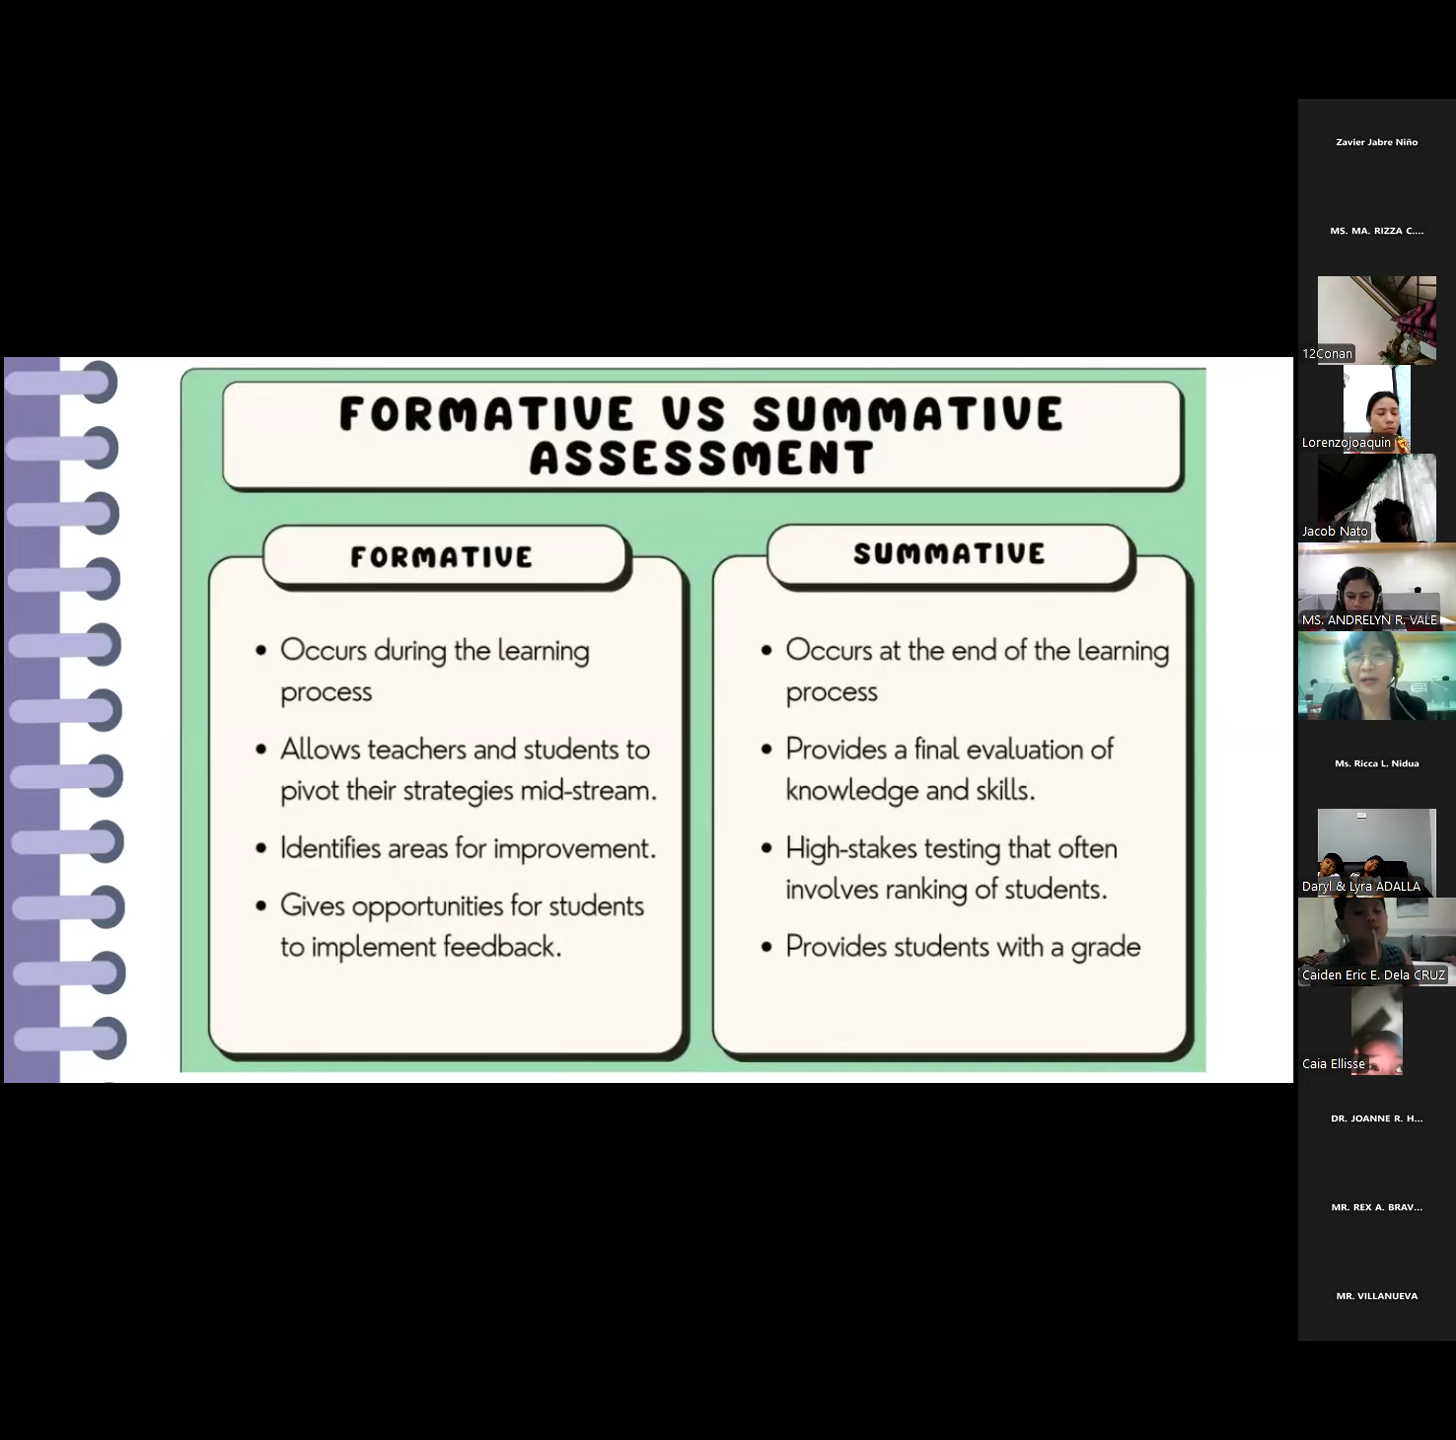 FORMATIVE VS SUMMATIVE
ASSESSMENT
FORMATIVE
• Occurs during the learning
process
• Allows teachers and students to
pivot their strategies mid-stream.
• Identifies areas for improvement.
• Gives opportunities for students
to implement feedback.
SUMMATIVE
• Occurs at the end of the learning
process
• Provides a final evaluation of
knowledge and skills.
• High-stakes testing that often
involves ranking of students.
• Provides students with a grade
Zavier Jabre Niño
MS. MA. RIZZA C....
12Conan
Lorenzojoaquin
Jacob Nato
MS. ANDRELYN R. VALE
Ms. Ricca L. Nidua
Daryl & Lyra ADALLA
Caiden Eric E. Dela CRUZ
Caia Ellisse
DR. JOANNE R. H...
MR. REX A. BRAV...
MR. VILLANUEVA